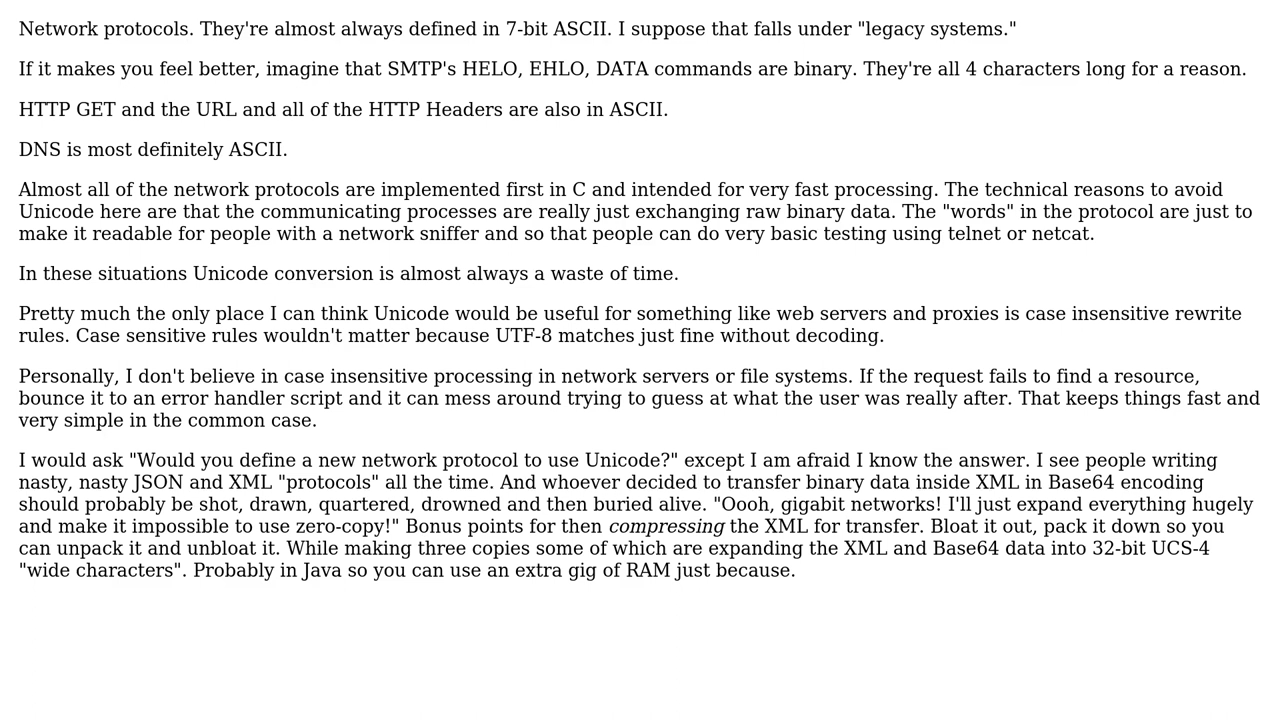 Network protocols. They're almost always defined in 7-bit ASCII. I suppose that falls under "legacy systems."
If it makes you feel better, imagine that SMTP's HELO, EHLO, DATA commands are binary. They're all 4 characters long for a reason.
HTTP GET and the URL and all of the HTTP Headers are also in ASCII.
DNS is most definitely ASCII.
Almost all of the network protocols are implemented first in C and intended for very fast processing. The technical reasons to avoid
Unicode here are that the communicating processes are really just exchanging raw binary data. The "words" in the protocol are just to
make it readable for people with a network sniffer and so that people can do very basic testing using telnet or netcat.
In these situations Unicode conversion is almost always a waste of time.
Pretty much the only place I can think Unicode would be useful for something like web servers and proxies is case insensitive rewrite
rules. Case sensitive rules wouldn't matter because UTF-8 matches just fine without decoding.
Personally, I don't believe in case insensitive processing in network servers or file systems. If the request fails to find a resource,
bounce it to an error handler script and it can mess around trying to guess at what the user was really after. That keeps things fast and
very simple in the common case.
I would ask "Would you define a new network protocol to use Unicode?" except I am afraid I know the answer. I see people writing
nasty, nasty JSON and XML "protocols" all the time. And whoever decided to transfer binary data inside XML in Base64 encoding
should probably be shot, drawn, quartered, drowned and then buried alive. "Oooh, gigabit networks! I'll just expand everything hugely
and make it impossible to use zero-copy!" Bonus points for then compressing the XML for transfer. Bloat it out, pack it down so you
can unpack it and unbloat it. While making three copies some of which are expanding the XML and Base64 data into 32-bit UCS-4
"wide characters". Probably in Java so you can use an extra gig of RAM just because.